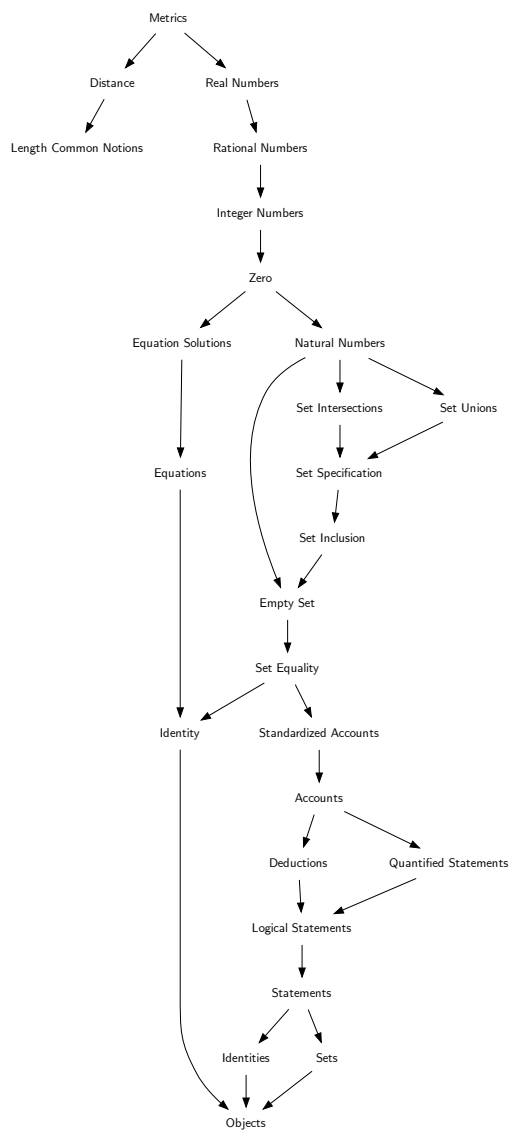 Metrics
Distance
Real Numbers
Length Common Notions
Rational Numbers
Integer Numbers
Zero
Equation Solutions
Natural Numbers
Set Intersections
Set Unions
Equations
Set Specification
Set Inclusion
Empty Set
Set Equality
Identity
Standardized Accounts
Accounts
Deductions
Quantified Statements
Logical Statements
Statements
Identities
Sets
Objects